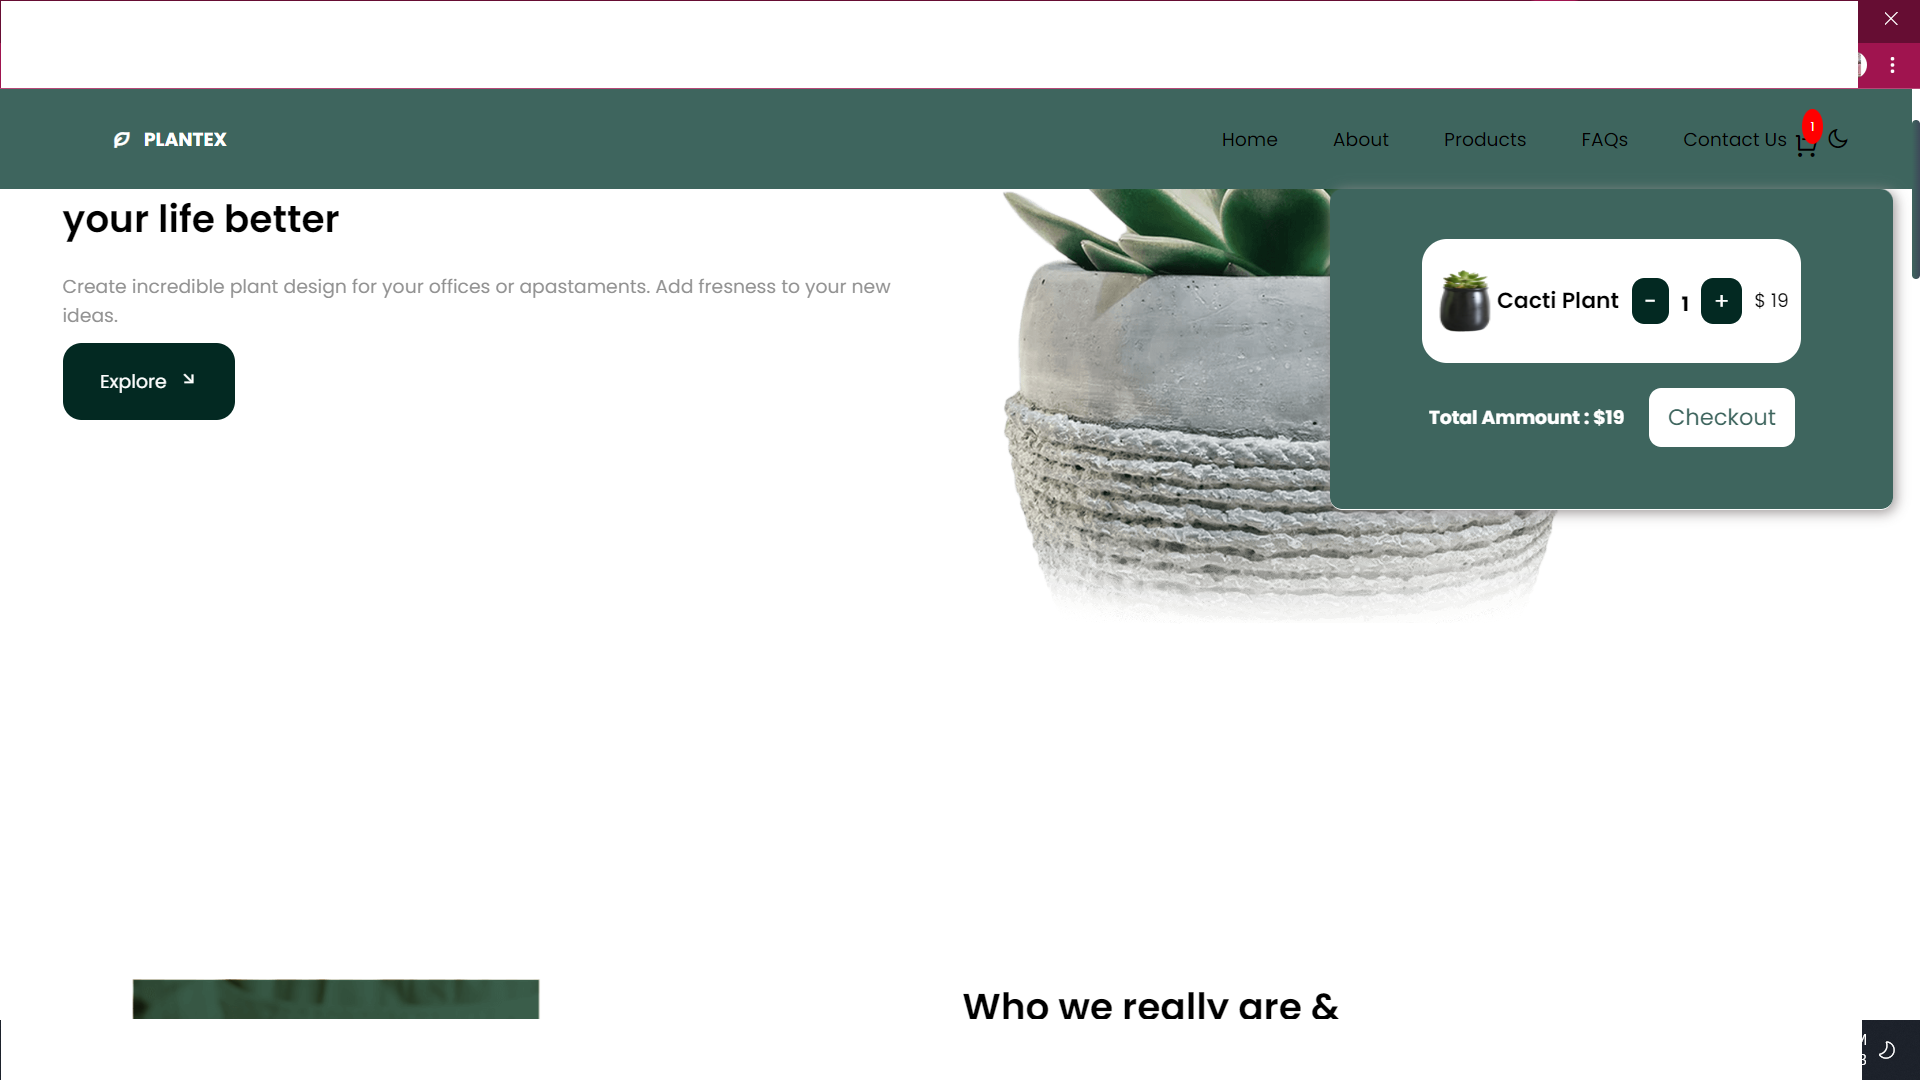 PLANTEX
Home About Products FAQs Contact Us 1
your life better
Create incredible plant design for your offices or apastaments. Add fresness to your new
ideas.
Explore
Cacti Plant - 1 + $ 19
Total Ammount : $19 Checkout
Who we really are &